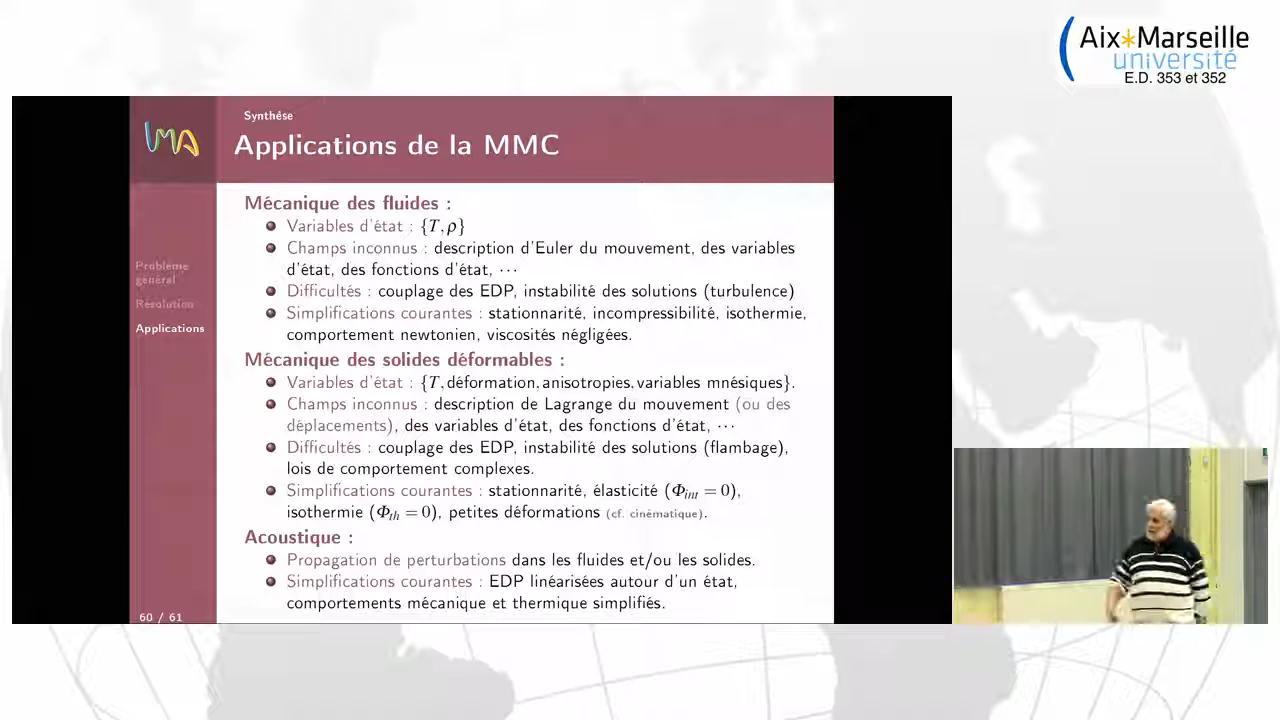 Aix*Marseille
université
E.D. 353 et 352
LMA
Synthése
Applications de la MMC
Problème
général
Résolution
Applications
Mécanique des fluides :
Variables d'état : {T, ρ}
Champs inconnus : description d'Euler du mouvement, des variables
d'état, des fonctions d'état, ···
Difficultés : couplage des EDP, instabilité des solutions (turbulence)
Simplifications courantes : stationnarité, incompressibilité, isothermie,
comportement newtonien, viscosités négligées.
Mécanique des solides déformables :
Variables d'état : {T, déformation, anisotropies, variables mnésiques}.
Champs inconnus : description de Lagrange du mouvement (ou des
déplacements), des variables d'état, des fonctions d'état, ···
Difficultés : couplage des EDP, instabilité des solutions (flambage),
lois de comportement complexes.
Simplifications courantes : stationnarité, élasticité (Φint = 0),
isothermie (Φth = 0), petites déformations (cf. cinématique).
Acoustique :
Propagation de perturbations dans les fluides et/ou les solides.
Simplifications courantes : EDP linéarisées autour d'un état,
comportements mécanique et thermique simplifiés.
60 / 61